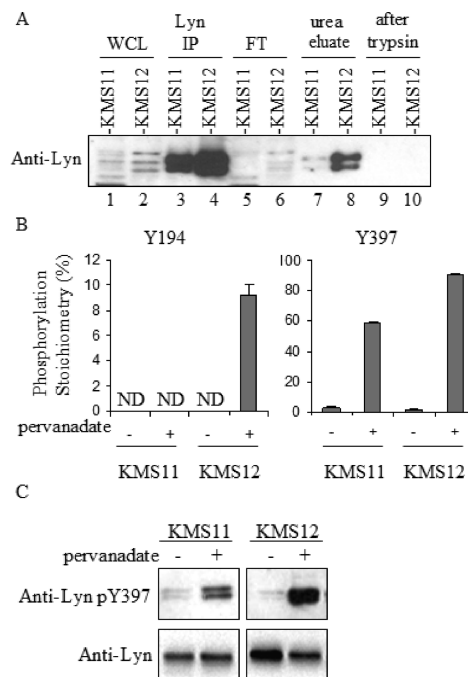 A
WCL
Lyn
IP
FT
urea
eluate
after
trypsin
KMS11
KMS12
KMS11
KMS12
KMS11
KMS12
KMS11
KMS12
KMS11
KMS12
Anti-Lyn
1 2 3 4 5 6 7 8 9 10
B
Y194
Y397
Phosphorylation
Stoichiometry (%)
12
10
8
6
4
2
0
ND ND ND
100
80
60
40
20
0
pervanadate - + - + - + - +
KMS11 KMS12 KMS11 KMS12
C
KMS11 KMS12
pervanadate - + - +
Anti-Lyn pY397
Anti-Lyn